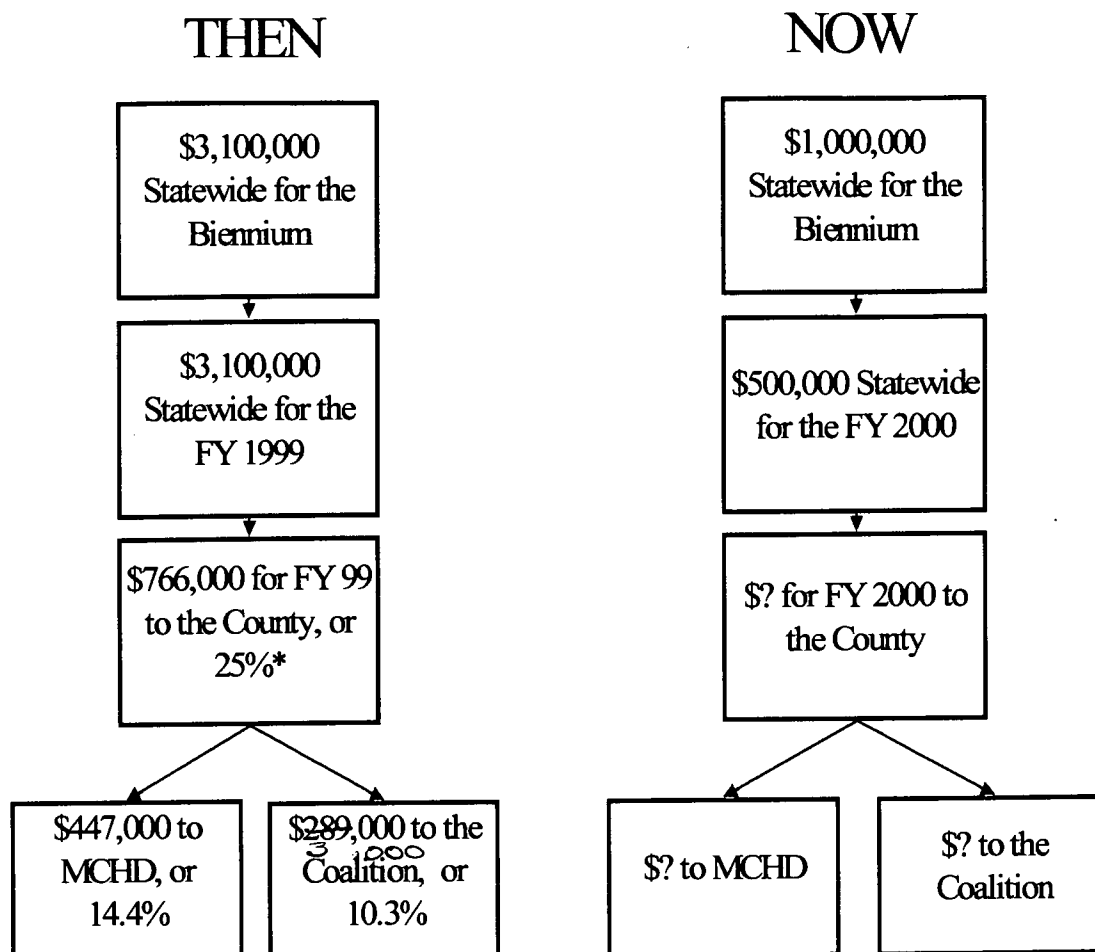 THEN
$3,100,000
Statewide for the
Biennium
$3,100,000
Statewide for the
FY 1999
$766,000 for FY 99
to the County, or
25%*
$447,000 to
MCHD, or
14.4%
$289,000 to the
Coalition, or
10.3%
NOW
$1,000,000
Statewide for the
Biennium
$500,000 Statewide
for the FY 2000
$? for FY 2000 to
the County
$? to MCHD
$? to the
Coalition